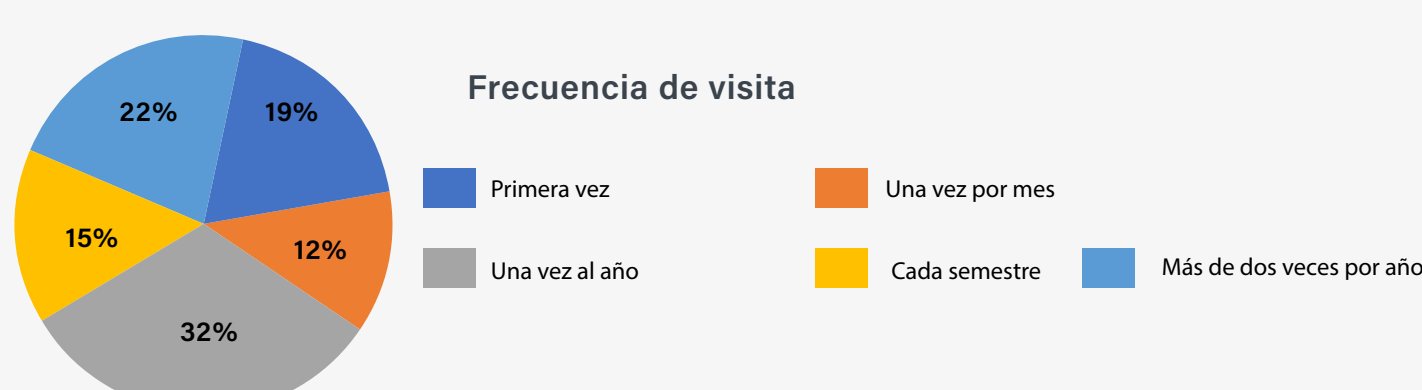 Frecuencia de visita
22%
19%
15%
12%
32%
Primera vez
Una vez por mes
Una vez al año
Cada semestre
Más de dos veces por año